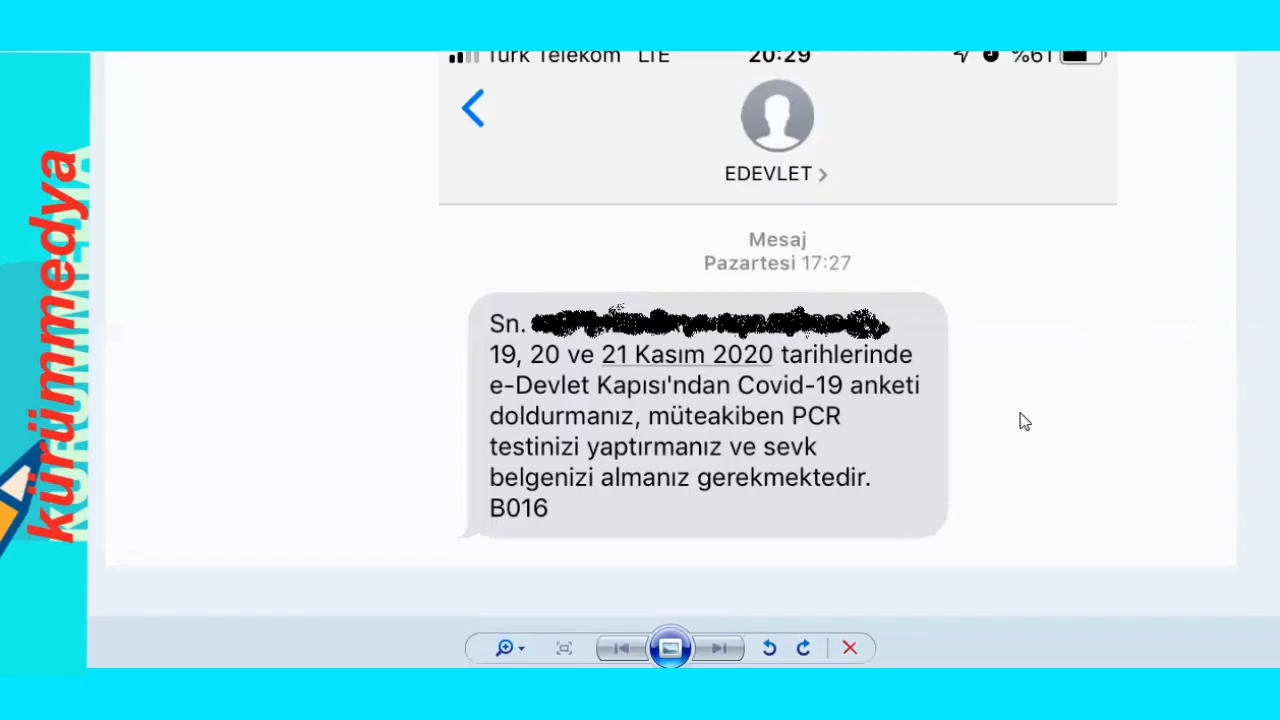 Türk Telekom LTE 20:29 %61
EDEVLET
Mesaj
Pazartesi 17:27
Sn.
19, 20 ve 21 Kasım 2020 tarihlerinde
e-Devlet Kapısı'ndan Covid-19 anketi
doldurmanız, müteakiben PCR
testinizi yaptırmanız ve sevk
belgenizi almanız gerekmektedir.
B016
kürümmedya
KÜRÜMMEDYA